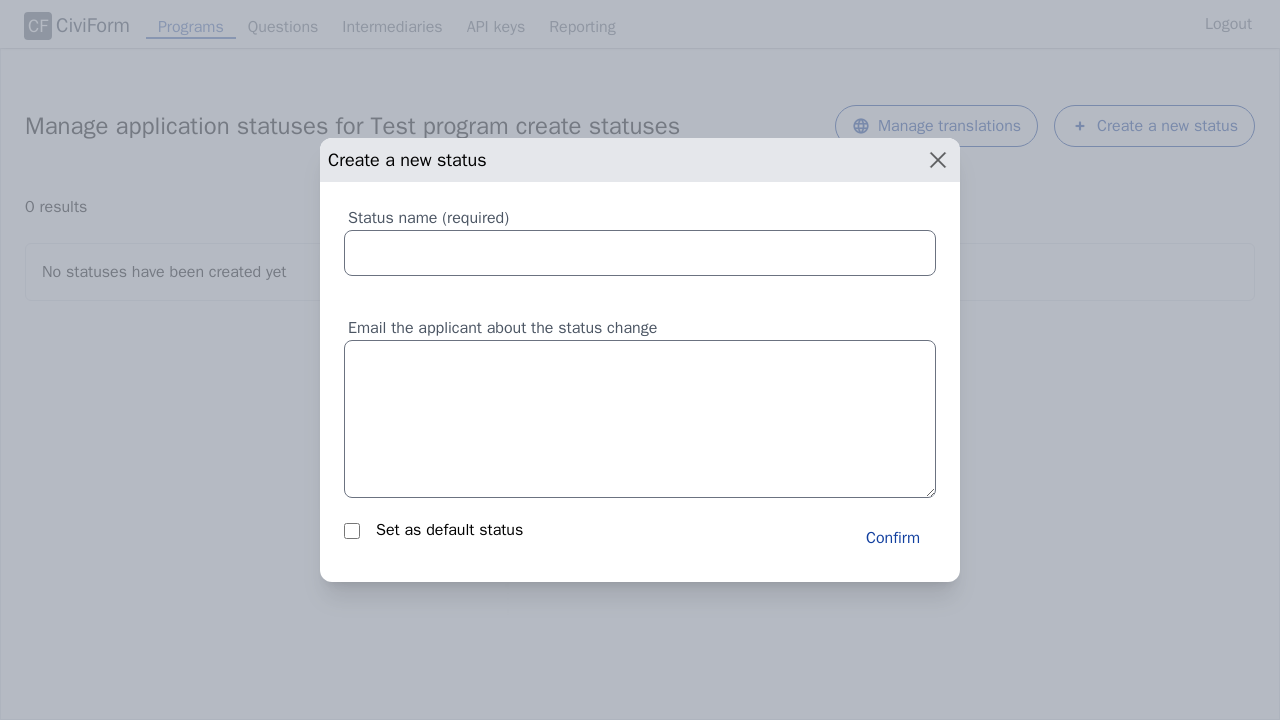 CF CiviForm Programs Questions Intermediaries API keys Reporting Logout
Manage application statuses for Test program create statuses Manage translations + Create a new status
Create a new status
0 results
Status name (required)
No statuses have been created yet
Email the applicant about the status change
Set as default status
Confirm